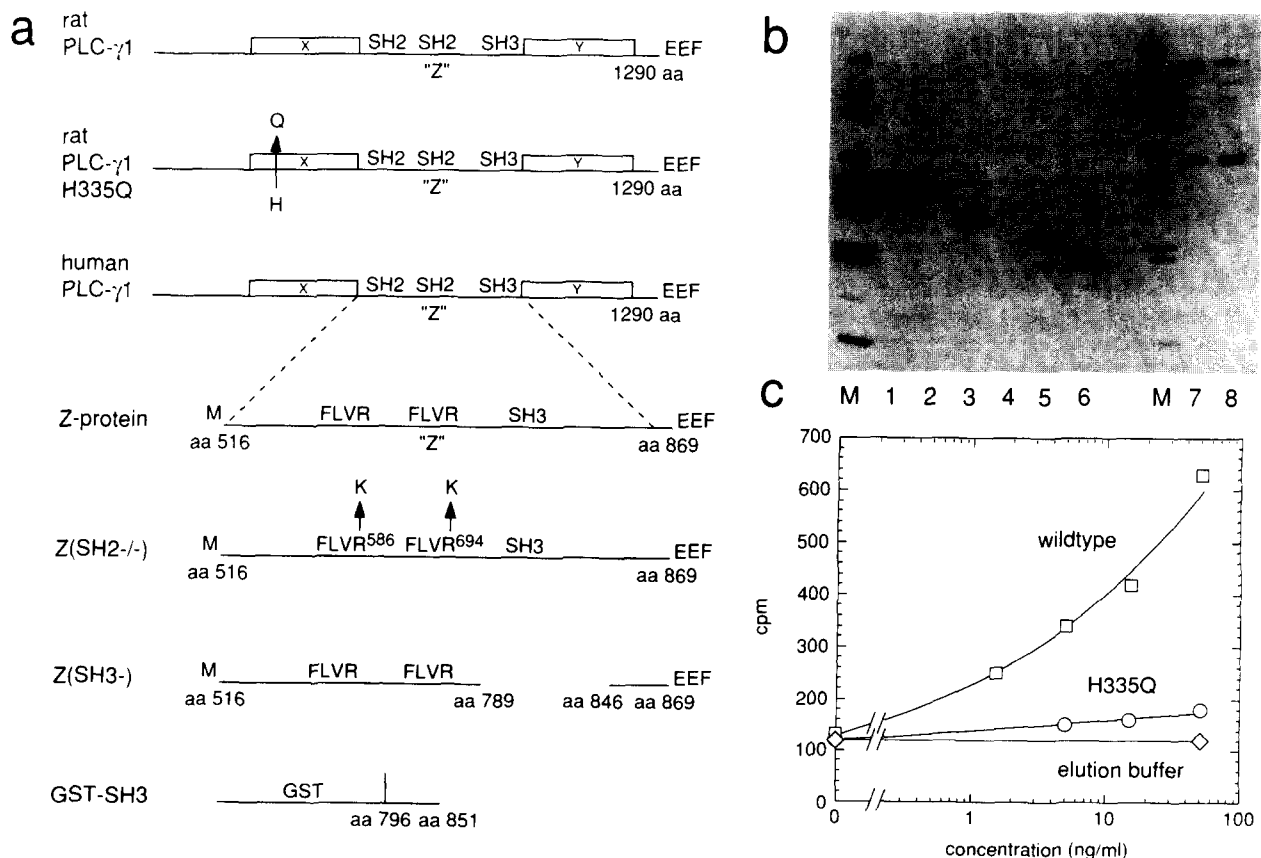 a
rat
PLC-γ1
X
SH2 SH2 SH3
Y
EEF
"Z"
1290 aa
rat
PLC-γ1
H335Q
Q
X
SH2 SH2 SH3
Y
EEF
H
"Z"
1290 aa
human
PLC-γ1
X
SH2 SH2 SH3
Y
EEF
"Z"
1290 aa
Z-protein
M FLVR FLVR SH3 EEF
aa 516 "Z" aa 869
K K
Z(SH2-/-)
M FLVR586 FLVR694 SH3 EEF
aa 516 aa 869
Z(SH3-)
M FLVR FLVR EEF
aa 516 aa 789 aa 846 aa 869
GST-SH3
GST
aa 796 aa 851
b
M 1 2 3 4 5 6 M 7 8
c
700
600
500
400
300
200
100
0
cpm
wildtype
H335Q
elution buffer
0 1 10 100
concentration (ng/ml)